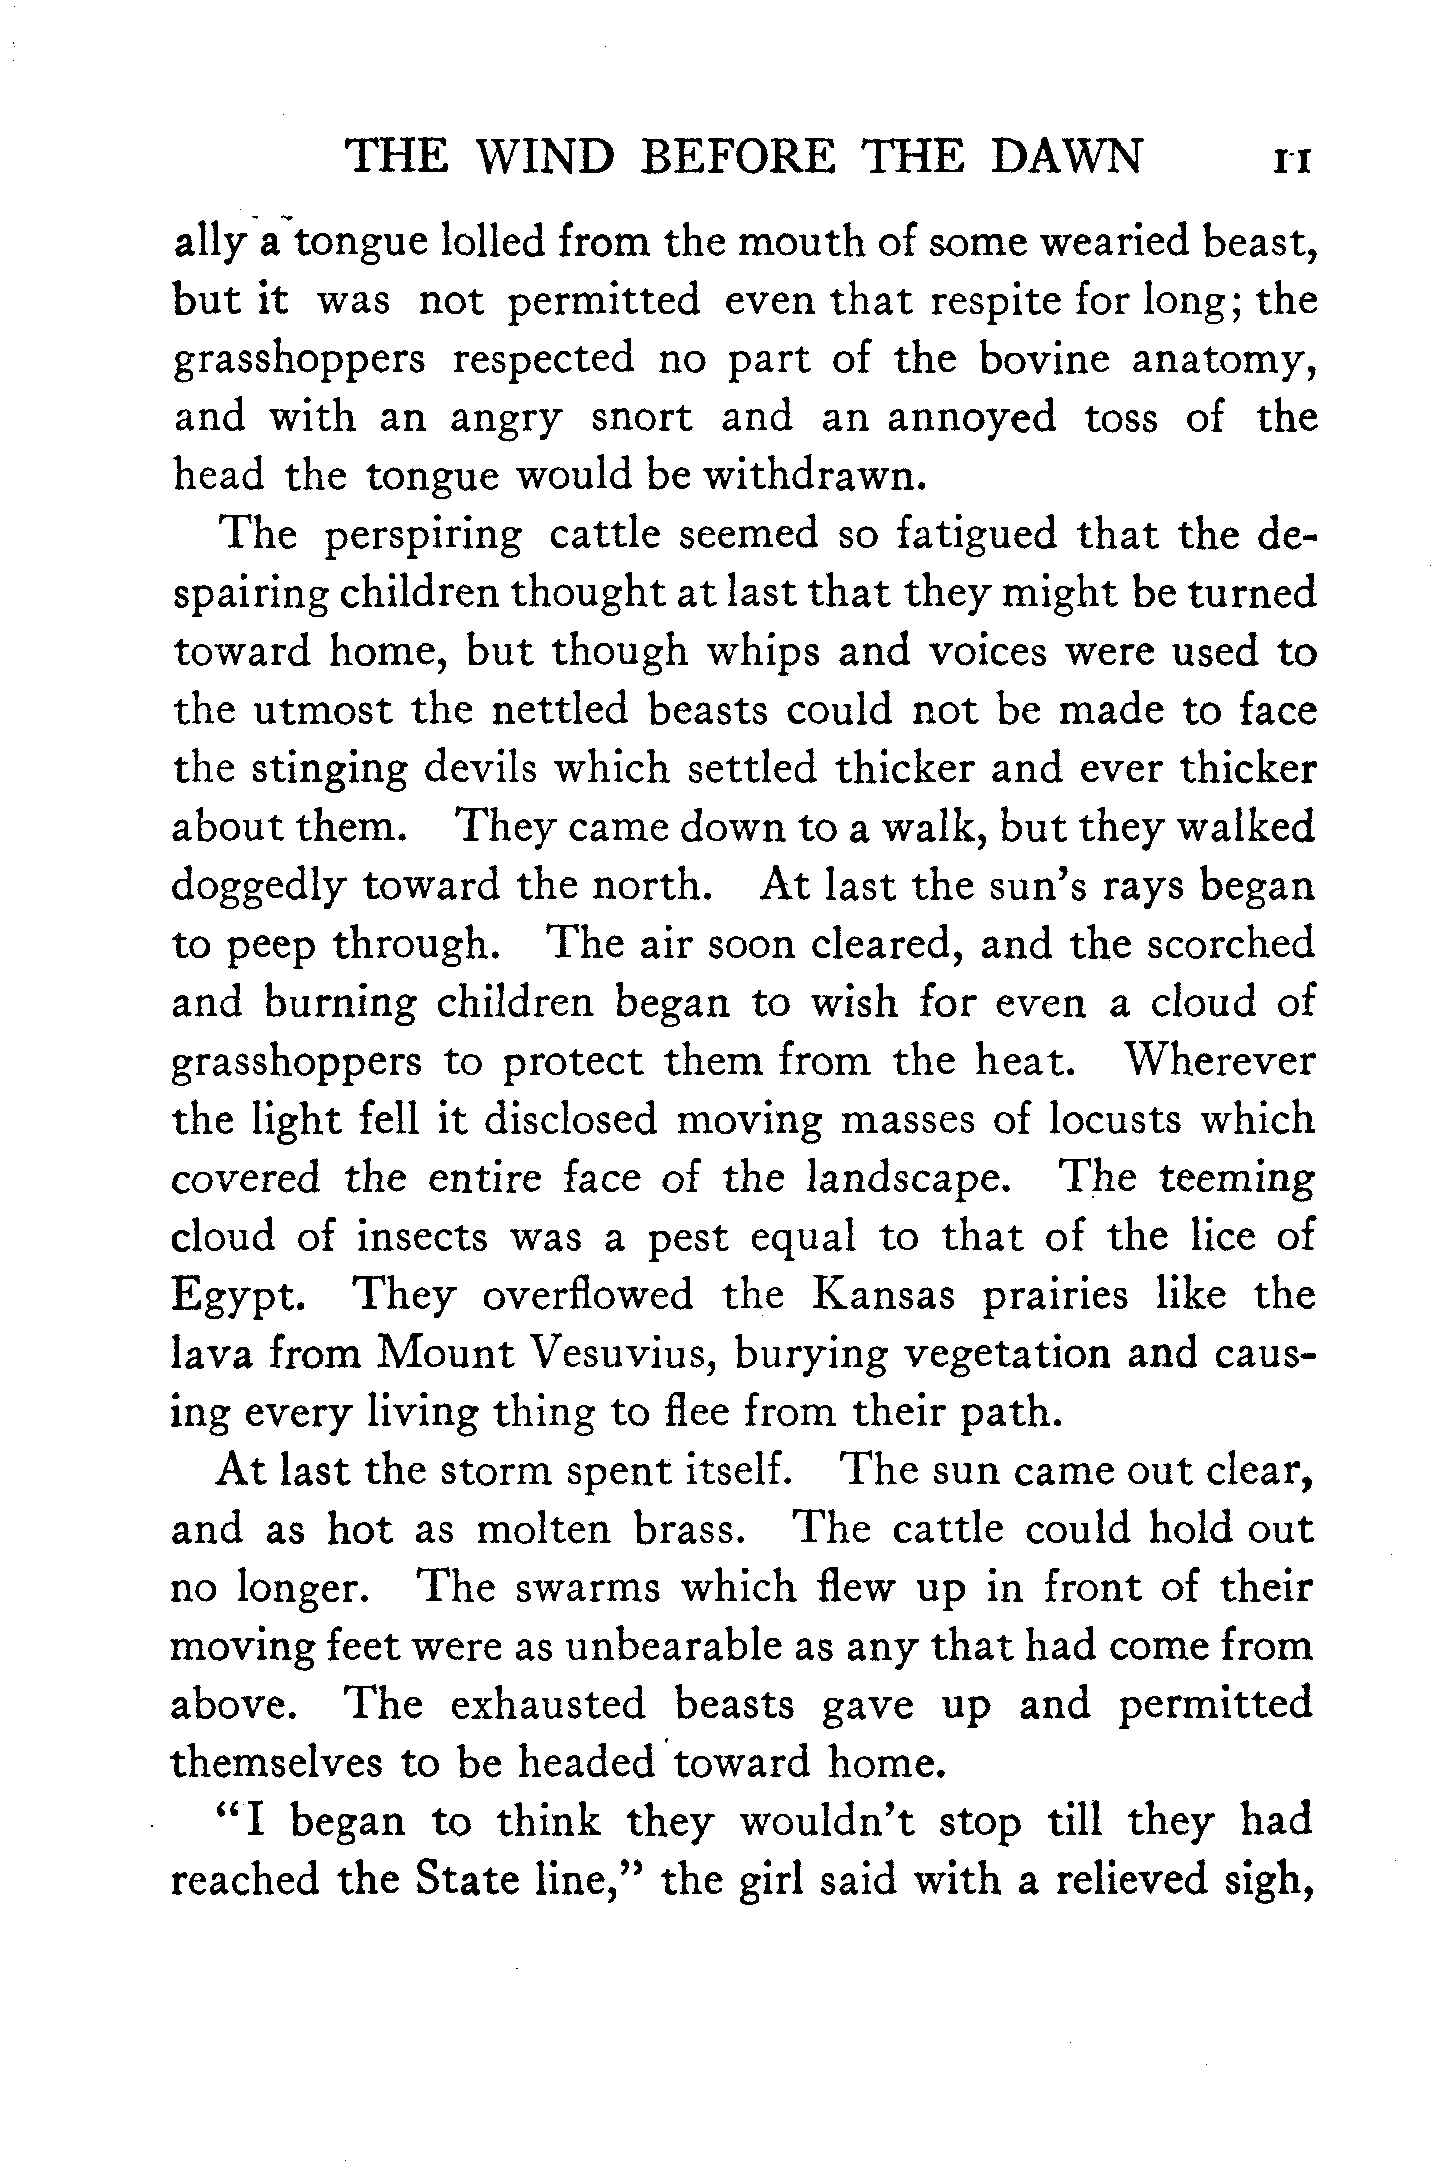 THE WIND BEFORE THE DAWN 11
ally a tongue lolled from the mouth of some wearied beast,
but it was not permitted even that respite for long; the
grasshoppers respected no part of the bovine anatomy,
and with an angry snort and an annoyed toss of the
head the tongue would be withdrawn.
The perspiring cattle seemed so fatigued that the de-
spairing children thought at last that they might be turned
toward home, but though whips and voices were used to
the utmost the nettled beasts could not be made to face
the stinging devils which settled thicker and ever thicker
about them. They came down to a walk, but they walked
doggedly toward the north. At last the sun's rays began
to peep through. The air soon cleared, and the scorched
and burning children began to wish for even a cloud of
grasshoppers to protect them from the heat. Wherever
the light fell it disclosed moving masses of locusts which
covered the entire face of the landscape. The teeming
cloud of insects was a pest equal to that of the lice of
Egypt. They overflowed the Kansas prairies like the
lava from Mount Vesuvius, burying vegetation and caus-
ing every living thing to flee from their path.
At last the storm spent itself. The sun came out clear,
and as hot as molten brass. The cattle could hold out
no longer. The swarms which flew up in front of their
moving feet were as unbearable as any that had come from
above. The exhausted beasts gave up and permitted
themselves to be headed toward home.
"I began to think they wouldn't stop till they had
reached the State line," the girl said with a relieved sigh,